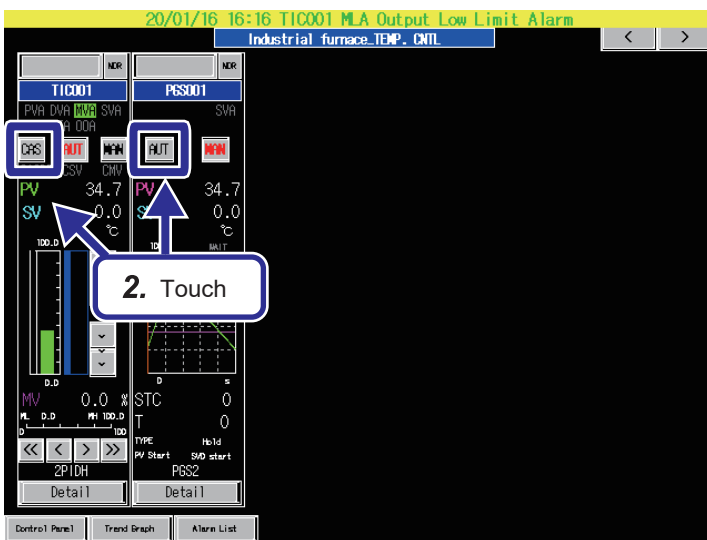 20/01/16 16:16 TIC001 MLA Output Low Limit Alarm
Industrial furnace_TEMP. CNTL
< >
NOR NOR
TIC001 PGS001
PVA DVA MVA SVA SVA
OOA
CAS AUT MAN AUT MAN
CSV CMV
PV 34.7 PV 34.7
SV 0.0 0.0
℃ ℃
100.0 WAIT
2. Touch
0.0 0 s
MV 0.0 % STC 0
ML 0.0 MH 100.0 T 0
0 100
TYPE Hold
PV Start SV0 start
<< < > >>
2PIDH PGS2
Detail Detail
Control Panel Trend Graph Alarm List